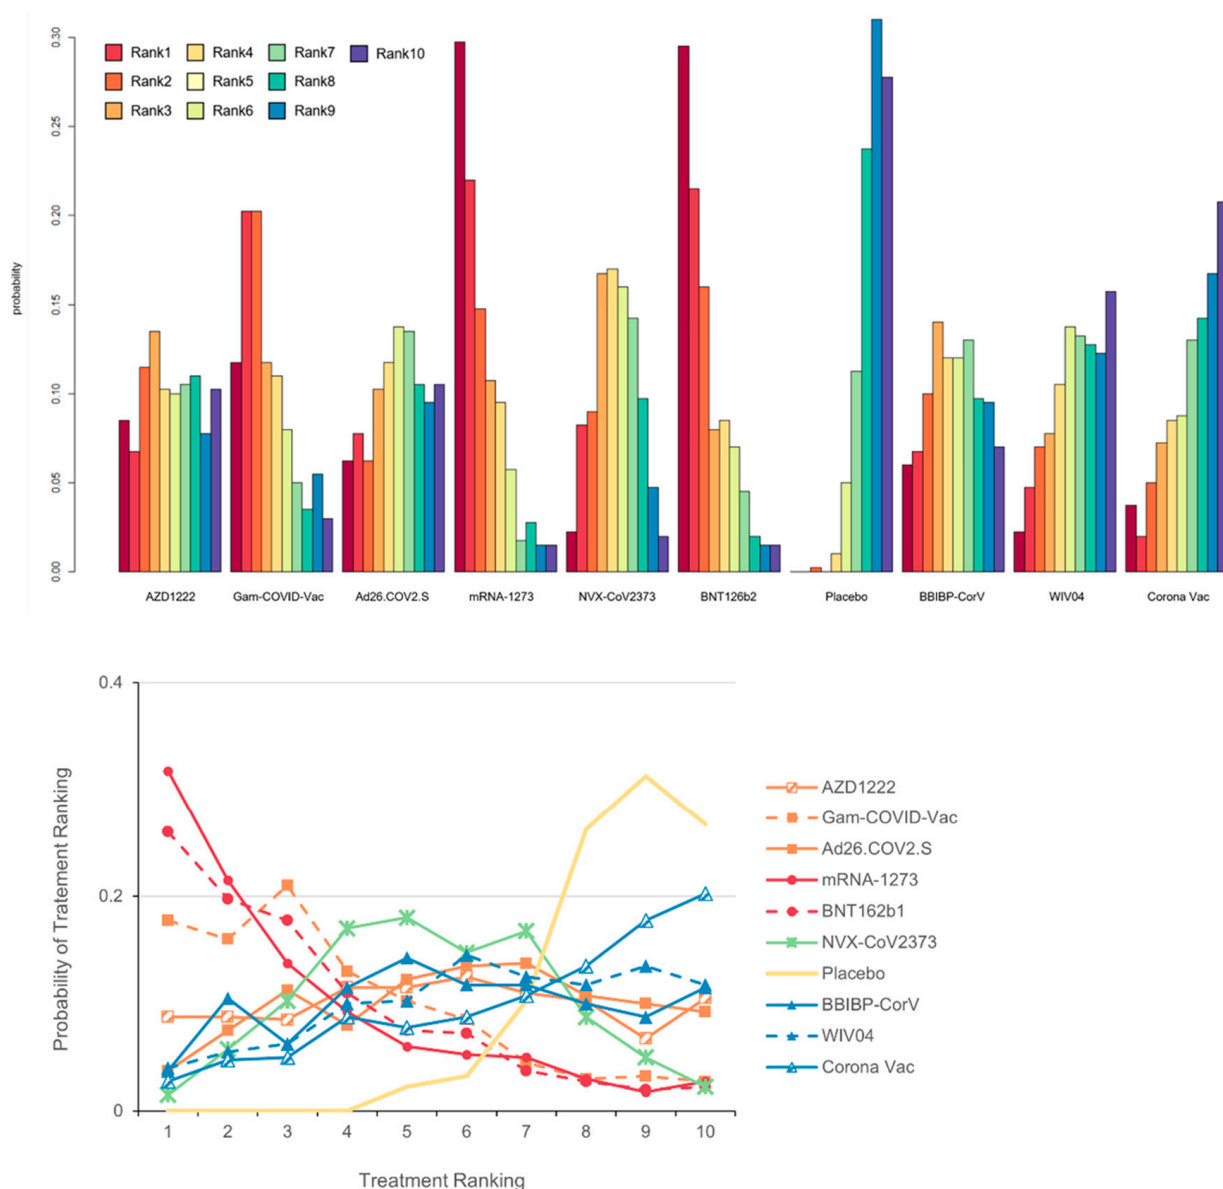 0.30
Rank1 Rank4 Rank7 Rank10
Rank2 Rank5 Rank8
Rank3 Rank6 Rank9
0.25
0.20
probability
0.15
0.10
0.05
0.00
AZD1222 Gam-COVID-Vac Ad26.COV2.S mRNA-1273 NVX-CoV2373 BNT126b2 Placebo BBIBP-CorV WIV04 Corona Vac
0.4
Probability of Tratement Ranking
0.2
0
AZD1222
Gam-COVID-Vac
Ad26.COV2.S
mRNA-1273
BNT162b1
NVX-CoV2373
Placebo
BBIBP-CorV
WIV04
Corona Vac
1 2 3 4 5 6 7 8 9 10
Treatment Ranking